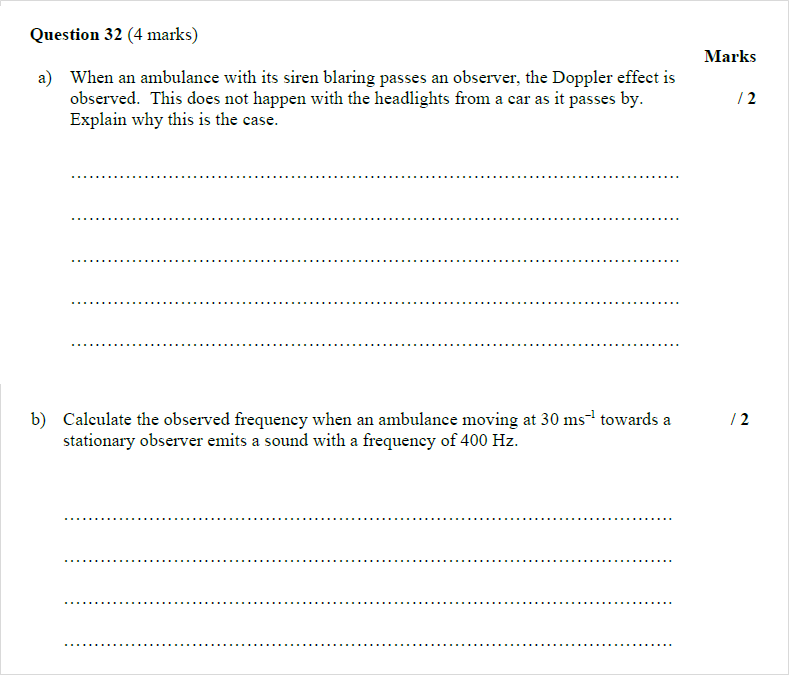 Question 32 (4 marks)
Marks
a) When an ambulance with its siren blaring passes an observer, the Doppler effect is
observed. This does not happen with the headlights from a car as it passes by. / 2
Explain why this is the case.
b) Calculate the observed frequency when an ambulance moving at 30 ms⁻¹ towards a / 2
stationary observer emits a sound with a frequency of 400 Hz.